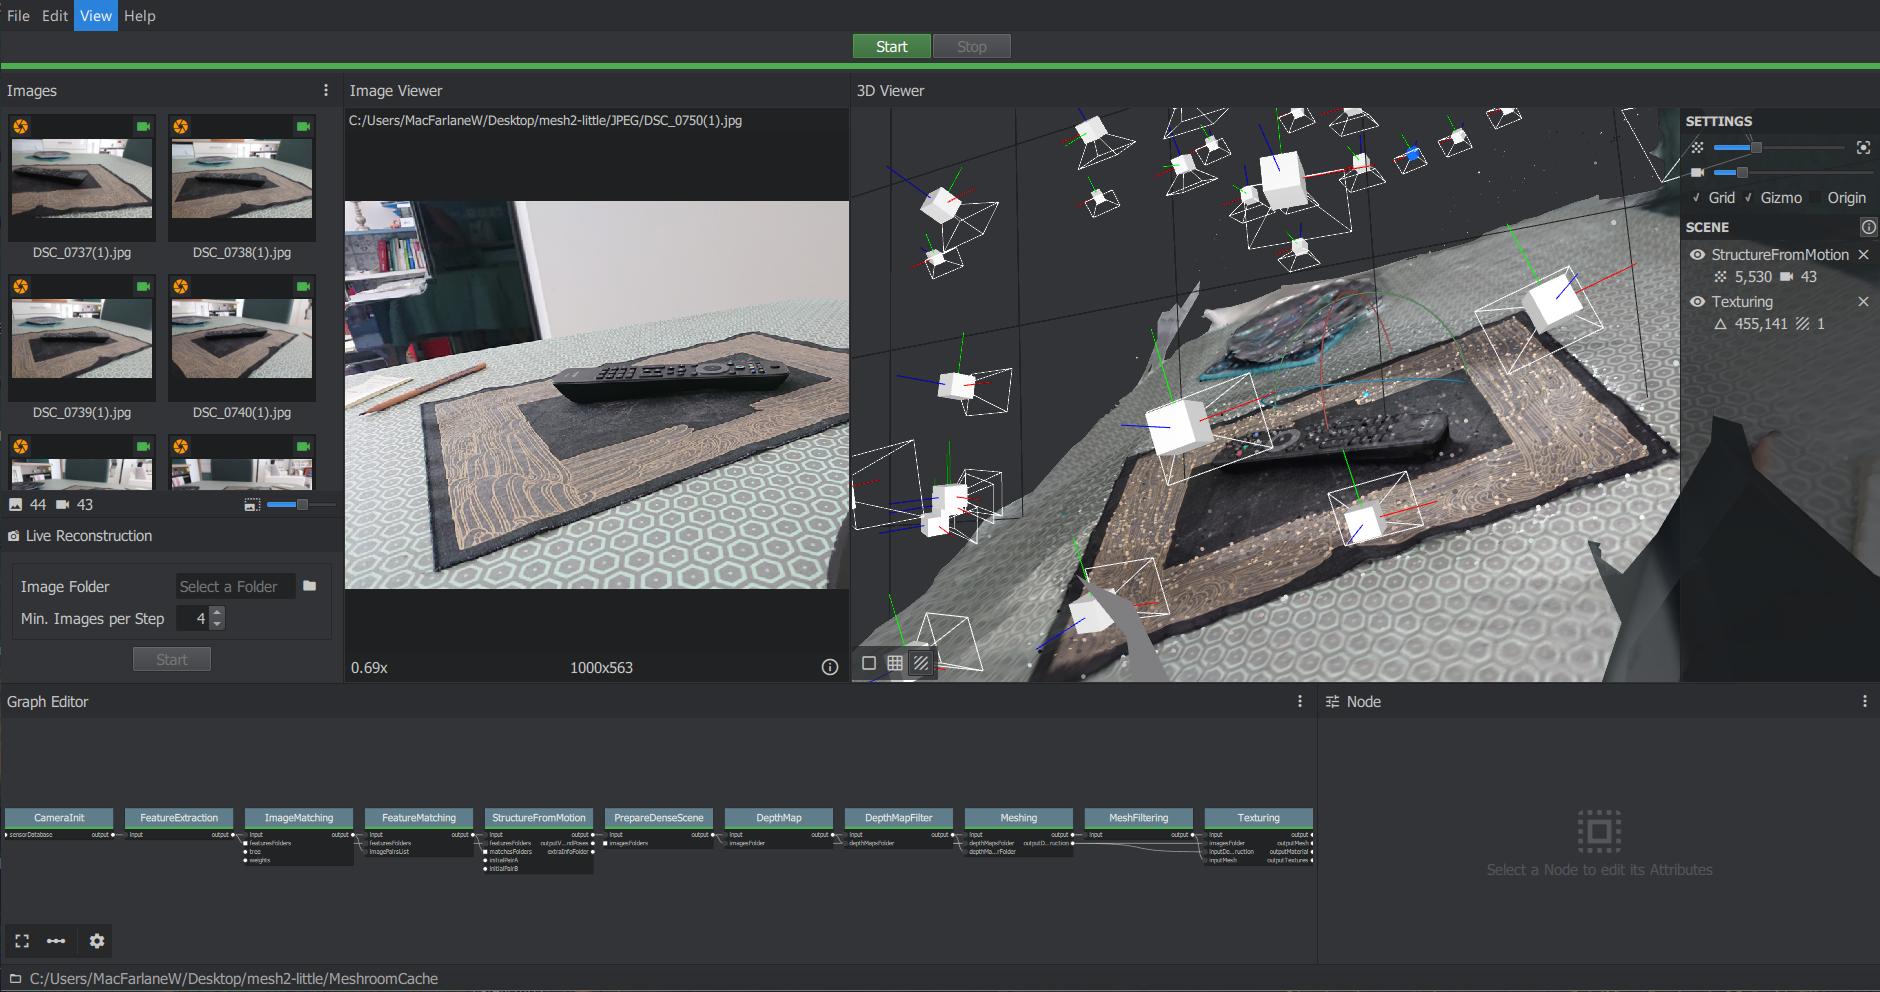 File Edit View Help
Start Stop
Images
Image Viewer
3D Viewer
DSC_0737(1).jpg
DSC_0738(1).jpg
DSC_0739(1).jpg
DSC_0740(1).jpg
44 43
Live Reconstruction
Image Folder Select a Folder
Min. Images per Step 4
Start
C:/Users/MacFarlaneW/Desktop/mesh2-little/JPEG/DSC_0750(1).jpg
0.69x 1000x563
SETTINGS
Grid Gizmo Origin
SCENE
StructureFromMotion
5,530 43
Texturing
455,141 1
Graph Editor
CameraInit
sensorDatabase output
FeatureExtraction
input output
ImageMatching
input output
featuresFolders
tree
weights
FeatureMatching
input output
featuresFolders
imagePairsList
StructureFromMotion
input output
featuresFolders outputV...ndPoses
matchesFolders extraInfoFolder
initialPairA
initialPairB
PrepareDenseScene
input output
imagesFolders
DepthMap
input output
imagesFolder
DepthMapFilter
input output
depthMapsFolder
Meshing
input output
depthMapsFolder outputD...ruction
depthMa...rFolder
MeshFiltering
input output
Texturing
input output
imagesFolder outputMesh
inputDe...ruction outputMaterial
inputMesh outputTextures
Node
Select a Node to edit its Attributes
C:/Users/MacFarlaneW/Desktop/mesh2-little/MeshroomCache